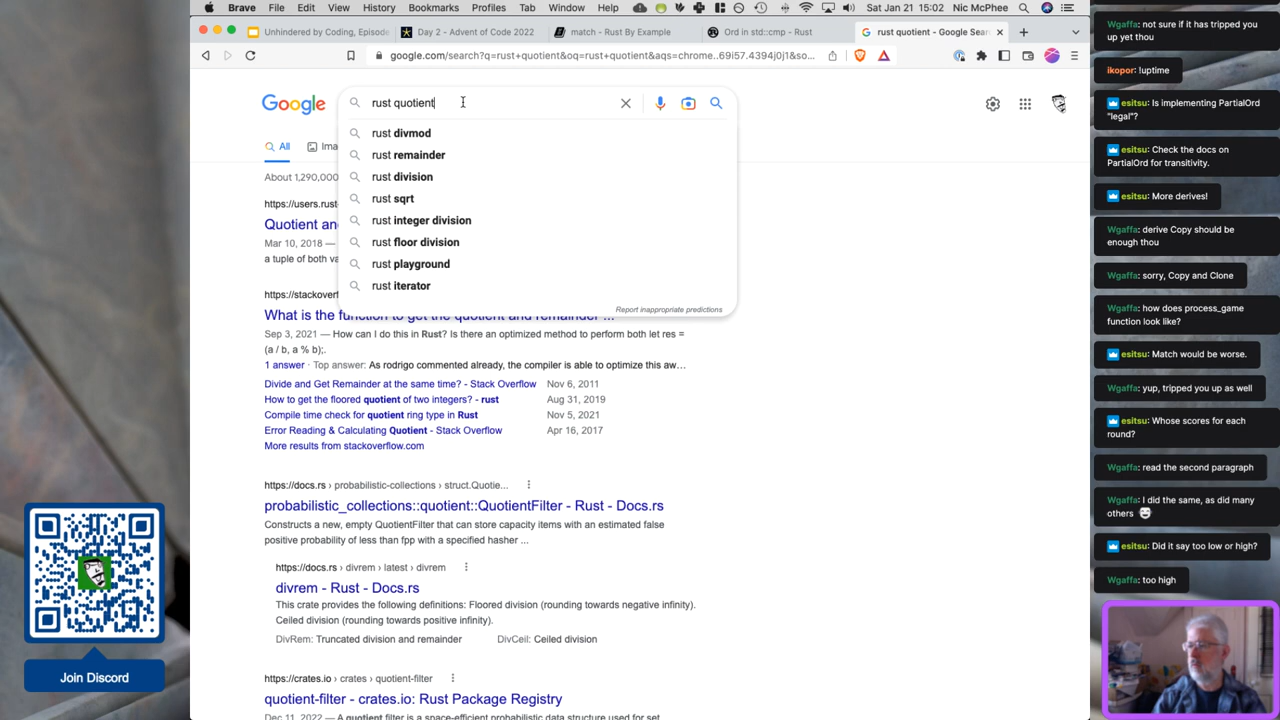 Brave File Edit View History Bookmarks Profiles Tab Window Help Sat Jan 21 15:02 Nic McPhee
Unhindered by Coding, Episode
Day 2 - Advent of Code 2022
match - Rust By Example
Ord in std::cmp - Rust
rust quotient - Google Sear
google.com/search?q=rust+quotient&oq=rust+quotient&aqs=chrome..69i57.4394j0j1&so...
Google
rust quotient
rust divmod
rust remainder
rust division
rust sqrt
rust integer division
rust floor division
rust playground
rust iterator
Report inappropriate predictions
All
Ima
About 1,290,000
https://users.rust-
Quotient an
Mar 10, 2018 —
a tuple of both va
https://stackoverf
What is the function to get the quotient and remainder ...
Sep 3, 2021 — How can I do this in Rust? Is there an optimized method to perform both let res =
(a / b, a % b);.
1 answer · Top answer: As rodrigo commented already, the compiler is able to optimize this aw...
Divide and Get Remainder at the same time? - Stack Overflow Nov 6, 2011
How to get the floored quotient of two integers? - rust Aug 31, 2019
Compile time check for quotient ring type in Rust Nov 5, 2021
Error Reading & Calculating Quotient - Stack Overflow Apr 16, 2017
More results from stackoverflow.com
https://docs.rs › probabilistic-collections › struct.Quotie...
probabilistic_collections::quotient::QuotientFilter - Rust - Docs.rs
Constructs a new, empty QuotientFilter that can store capacity items with an estimated false
positive probability of less than fpp with a specified hasher ...
https://docs.rs › divrem › latest › divrem
divrem - Rust - Docs.rs
This crate provides the following definitions: Floored division (rounding towards negative infinity).
Ceiled division (rounding towards positive infinity).
DivRem: Truncated division and remainder DivCeil: Ceiled division
https://crates.io › crates › quotient-filter
quotient-filter - crates.io: Rust Package Registry
Dec 11, 2022 — A quotient filter is a space-efficient probabilistic data structure used for set
Join Discord
Wgaffa: not sure if it has tripped you
up yet thou
ikopor: !uptime
esitsu: Is implementing PartialOrd
"legal"?
esitsu: Check the docs on
PartialOrd for transitivity.
esitsu: More derives!
Wgaffa: derive Copy should be
enough thou
Wgaffa: sorry, Copy and Clone
Wgaffa: how does process_game
function look like?
esitsu: Match would be worse.
Wgaffa: yup, tripped you up as well
esitsu: Whose scores for each
round?
Wgaffa: read the second paragraph
Wgaffa: I did the same, as did many
others
esitsu: Did it say too low or high?
Wgaffa: too high